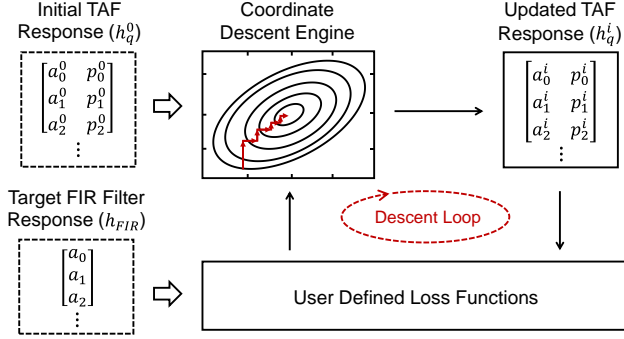 Initial TAF
Response (h_q^0)
[a_0^0 p_0^0
a_1^0 p_1^0
a_2^0 p_2^0]
⋮
Coordinate
Descent Engine
Updated TAF
Response (h_q^i)
[a_0^i p_0^i
a_1^i p_1^i
a_2^i p_2^i]
⋮
Descent Loop
Target FIR Filter
Response (h_FIR)
[a_0
a_1
a_2]
⋮
User Defined Loss Functions